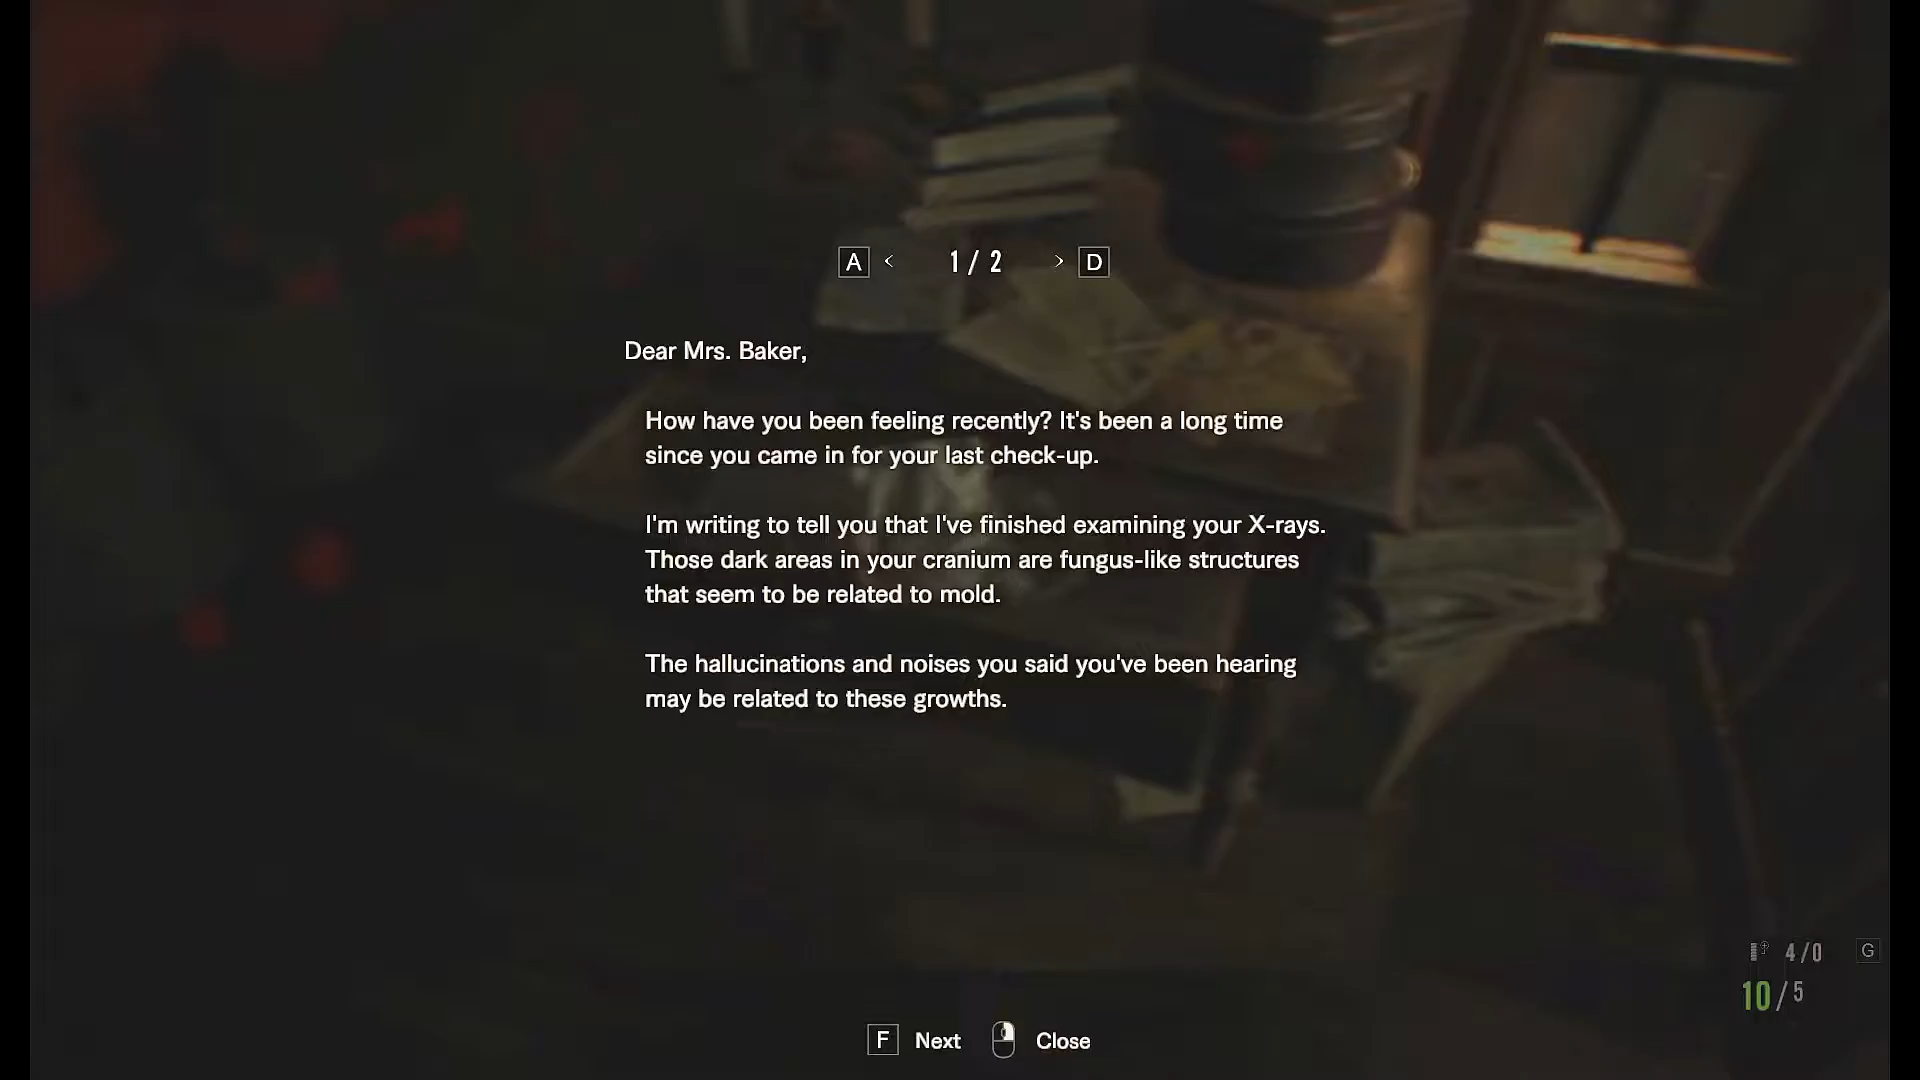 A < 1 / 2 > D
Dear Mrs. Baker,
How have you been feeling recently? It's been a long time
since you came in for your last check-up.
I'm writing to tell you that I've finished examining your X-rays.
Those dark areas in your cranium are fungus-like structures
that seem to be related to mold.
The hallucinations and noises you said you've been hearing
may be related to these growths.
4/0 G
10/5
F Next Close